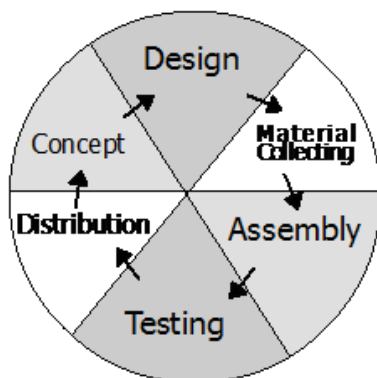 Design
Material
Collecting
Concept
Distribution
Assembly
Testing